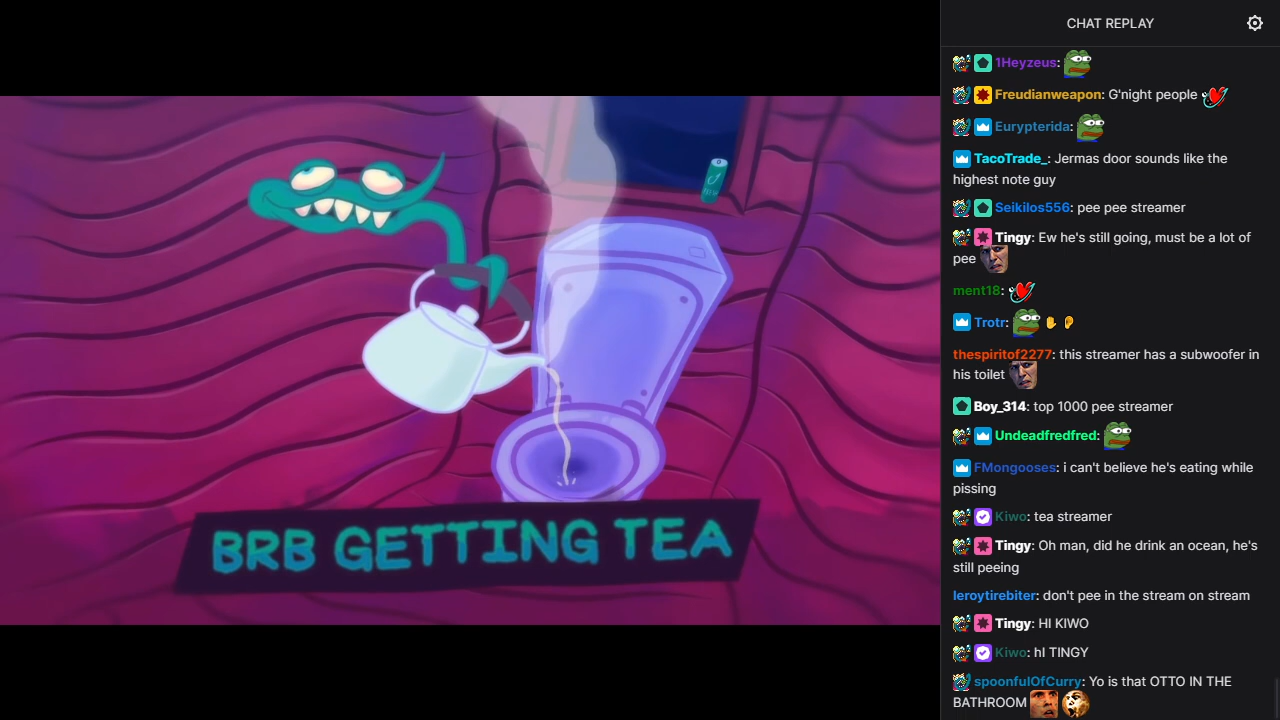 BRB GETTING TEA
CHAT REPLAY
1Heyzeus:
Freudianweapon: G'night people
Eurypterida:
TacoTrade_: Jermas door sounds like the
highest note guy
Seikilos556: pee pee streamer
Tingy: Ew he's still going, must be a lot of
pee
ment18:
Trotr:
thespiritof2277: this streamer has a subwoofer in
his toilet
Boy_314: top 1000 pee streamer
Undeadfredfred:
FMongooses: i can't believe he's eating while
pissing
Kiwo: tea streamer
Tingy: Oh man, did he drink an ocean, he's
still peeing
leroytirebiter: don't pee in the stream on stream
Tingy: HI KIWO
Kiwo: hI TINGY
spoonfulOfCurry: Yo is that OTTO IN THE
BATHROOM